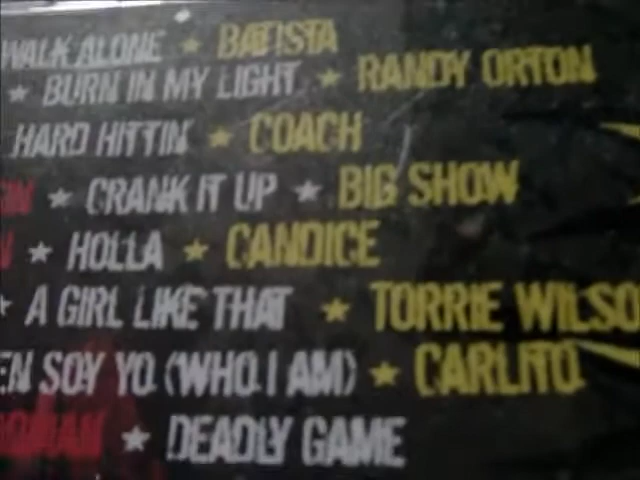 WALK ALONE ★ BATISTA
★ BURN IN MY LIGHT ★ RANDY ORTON
HARD HITTIN' ★ COACH
★ CRANK IT UP ★ BIG SHOW
★ HOLLA ★ CANDICE
★ A GIRL LIKE THAT ★ TORRIE WILSO
EN SOY YO (WHO I AM) ★ CARLITO
★ DEADLY GAME